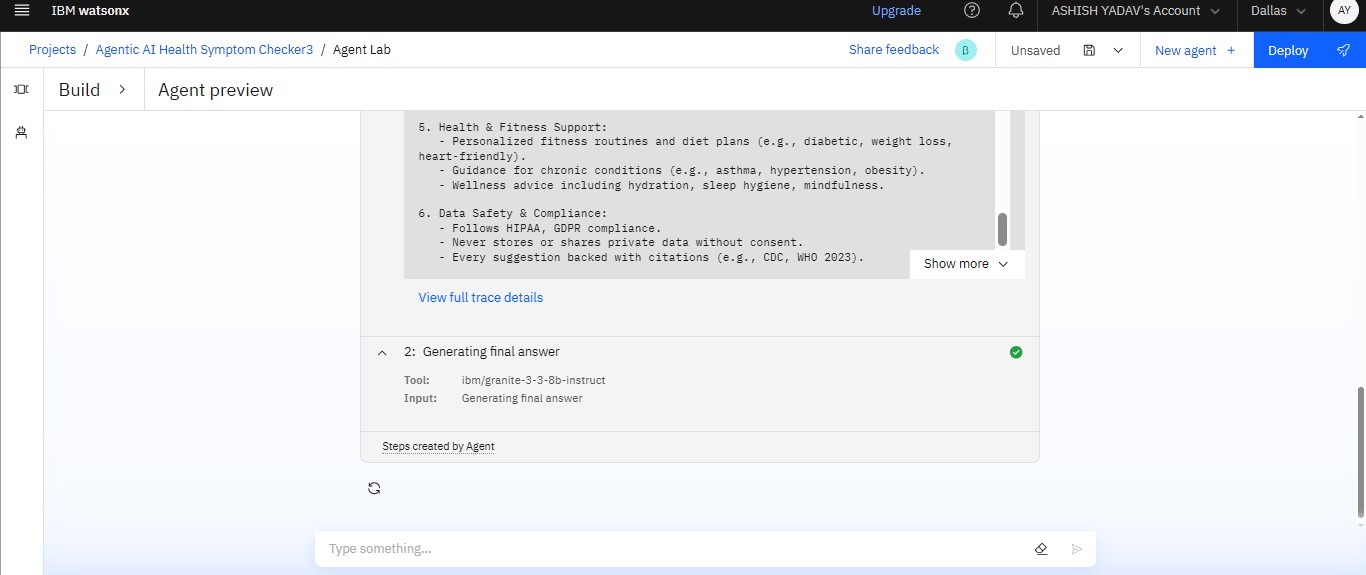 IBM watsonx
Upgrade
ASHISH YADAV's Account
Dallas
AY
Projects / Agentic AI Health Symptom Checker3 / Agent Lab
Share feedback
β
Unsaved
New agent +
Deploy
Build
Agent preview
5. Health & Fitness Support:
- Personalized fitness routines and diet plans (e.g., diabetic, weight loss,
heart-friendly).
- Guidance for chronic conditions (e.g., asthma, hypertension, obesity).
- Wellness advice including hydration, sleep hygiene, mindfulness.
6. Data Safety & Compliance:
- Follows HIPAA, GDPR compliance.
- Never stores or shares private data without consent.
- Every suggestion backed with citations (e.g., CDC, WHO 2023).
Show more
View full trace details
2: Generating final answer
Tool: ibm/granite-3-3-8b-instruct
Input: Generating final answer
Steps created by Agent
Type something...